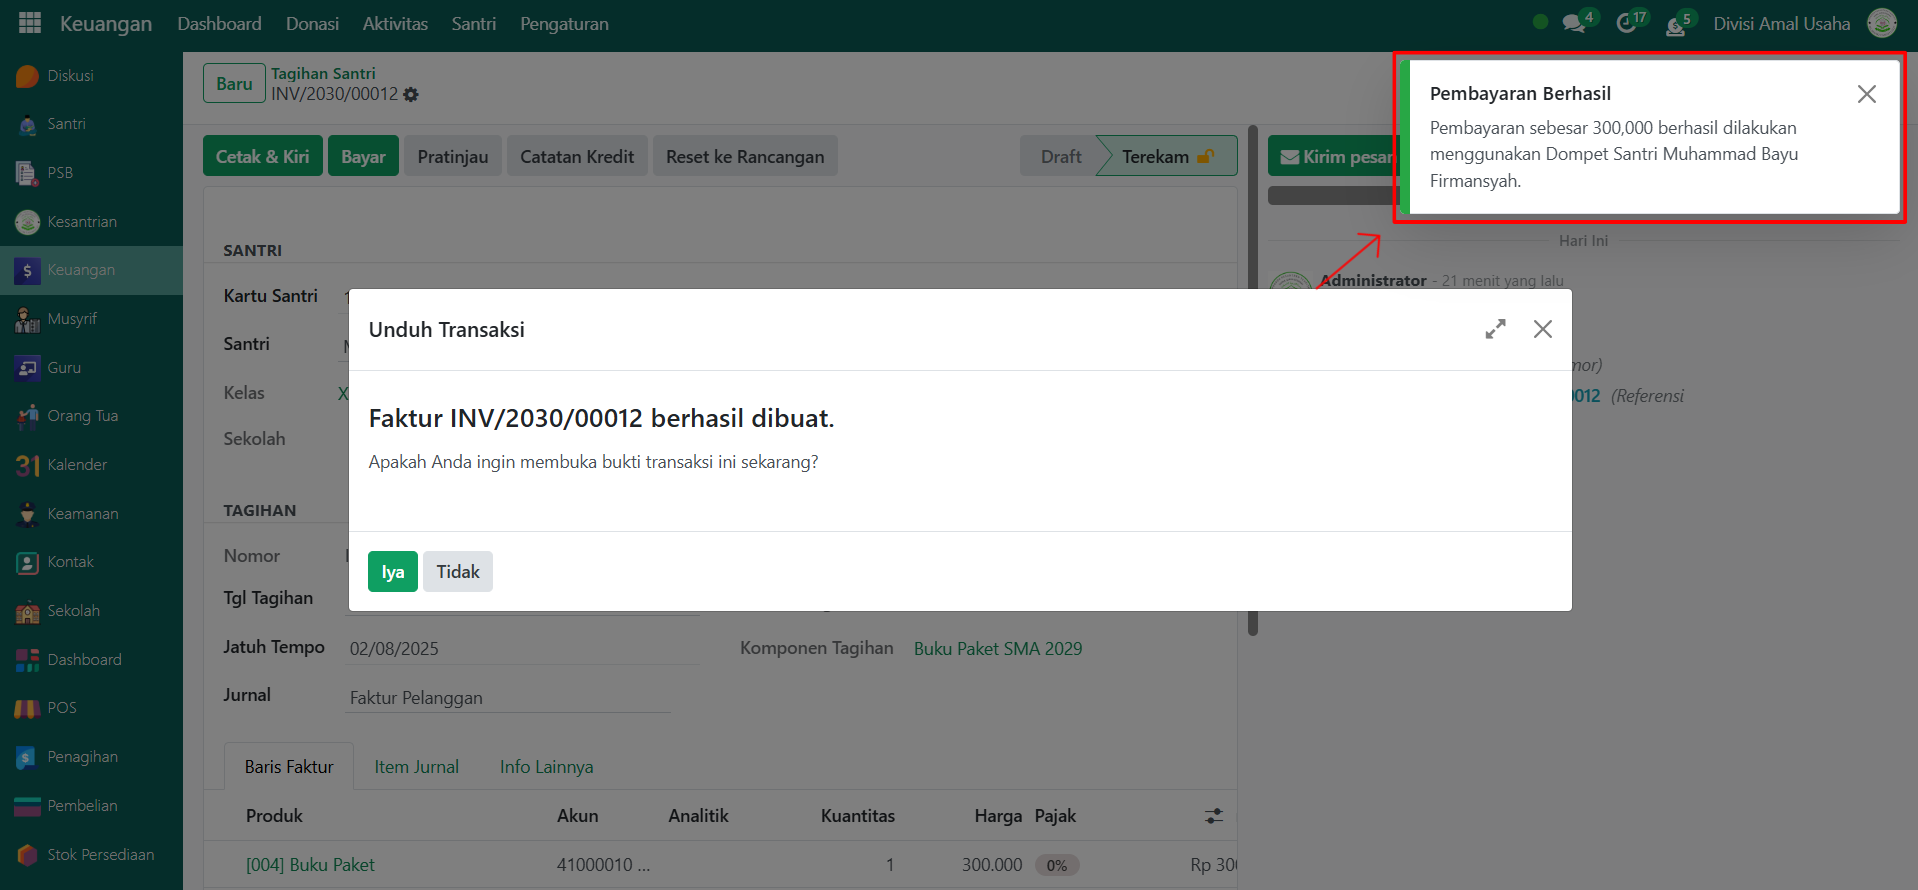 Keuangan Dashboard Donasi Aktivitas Santri Pengaturan 4 17 5 Divisi Amal Usaha
Diskusi
Santri
PSB
Kesantrian
Keuangan
Musyrif
Guru
Orang Tua
31 Kalender
Keamanan
Kontak
Sekolah
Dashboard
POS
Penagihan
Pembelian
Stok Persediaan
Baru
Tagihan Santri
INV/2030/00012
Cetak & Kiri Bayar Pratinjau Catatan Kredit Reset ke Rancangan Draft Terekam
Kirim pesan
Pembayaran Berhasil
Pembayaran sebesar 300,000 berhasil dilakukan
menggunakan Dompet Santri Muhammad Bayu
Firmansyah.
Hari Ini
Administrator - 21 menit yang lalu
(Referensi
SANTRI
Kartu Santri
Santri
Kelas X
Sekolah
Unduh Transaksi
Faktur INV/2030/00012 berhasil dibuat.
Apakah Anda ingin membuka bukti transaksi ini sekarang?
Iya Tidak
TAGIHAN
Nomor
Tgl Tagihan
Jatuh Tempo 02/08/2025
Komponen Tagihan Buku Paket SMA 2029
Jurnal Faktur Pelanggan
Baris Faktur Item Jurnal Info Lainnya
Produk Akun Analitik Kuantitas Harga Pajak
[004] Buku Paket 41000010 ... 1 300.000 0% Rp 300